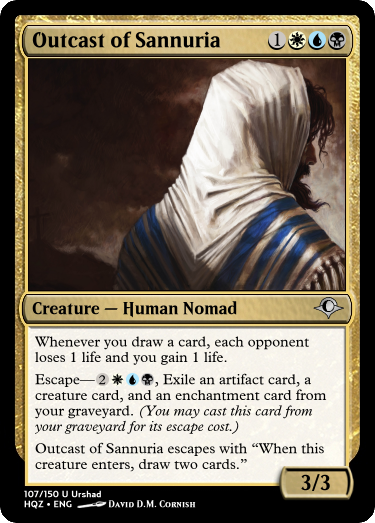 Outcast of Sannuria 1
Creature — Human Nomad
Whenever you draw a card, each opponent
loses 1 life and you gain 1 life.
Escape—2, Exile an artifact card, a
creature card, and an enchantment card from
your graveyard. (You may cast this card from
your graveyard for its escape cost.)
Outcast of Sannuria escapes with “When this
creature enters, draw two cards.”
3/3
107/150 U Urshad
HQZ • ENG David D.M. Cornish